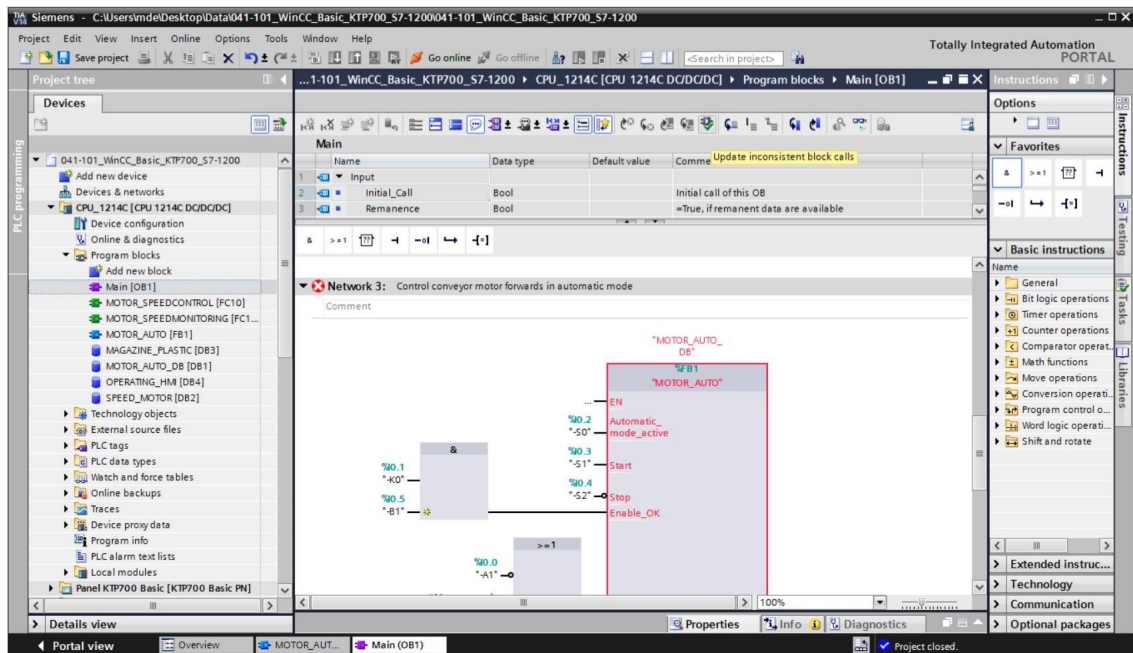 Siemens - C:\Users\mde\Desktop\Data\041-101_WinCC_Basic_KTP700_S7-1200\041-101_WinCC_Basic_KTP700_S7-1200
Project Edit View Insert Online Options Tools Window Help
Totally Integrated Automation
PORTAL
Save project Go online Go offline <Search in project>
Project tree
...1-101_WinCC_Basic_KTP700_S7-1200 CPU_1214C [CPU 1214C DC/DC/DC] Program blocks Main [OB1]
Instructions
Devices
Options
PLC programming
041-101_WinCC_Basic_KTP700_S7-1200
Add new device
Devices & networks
CPU_1214C [CPU 1214C DC/DC/DC]
Device configuration
Online & diagnostics
Program blocks
Add new block
Main [OB1]
MOTOR_SPEEDCONTROL [FC10]
MOTOR_SPEEDMONITORING [FC1...
MOTOR_AUTO [FB1]
MAGAZINE_PLASTIC [DB3]
MOTOR_AUTO_DB [DB1]
OPERATING_HMI [DB4]
SPEED_MOTOR [DB2]
Technology objects
External source files
PLC tags
PLC data types
Watch and force tables
Online backups
Traces
Device proxy data
Program info
PLC alarm text lists
Local modules
Panel KTP700 Basic [KTP700 Basic PN]
Details view
Main
Name Data type Default value Comme
Update inconsistent block calls
1 Input
2 Initial_Call Bool Initial call of this OB
3 Remanence Bool =True, if remanent data are available
& >=1 ??
Network 3: Control conveyor motor forwards in automatic mode
Comment
"MOTOR_AUTO_
DB"
%FB1
"MOTOR_AUTO"
... EN
%I0.2
"-S0"
Automatic_
mode_active
%I0.3
"-S1" Start
%I0.4
"-S2" Stop
Enable_OK
&
%I0.1
"-K0"
%I0.5
"-B1"
>=1
%I0.0
"-A1"
100%
Properties Info Diagnostics
Favorites
& >=1 ??
Basic instructions
Name
General
Bit logic operations
Timer operations
Counter operations
Comparator operat...
Math functions
Move operations
Conversion operati...
Program control o...
Word logic operati...
Shift and rotate
Extended instruc...
Technology
Communication
Optional packages
Instructions
Testing
Tasks
Libraries
Portal view Overview MOTOR_AUT... Main (OB1) Project closed.